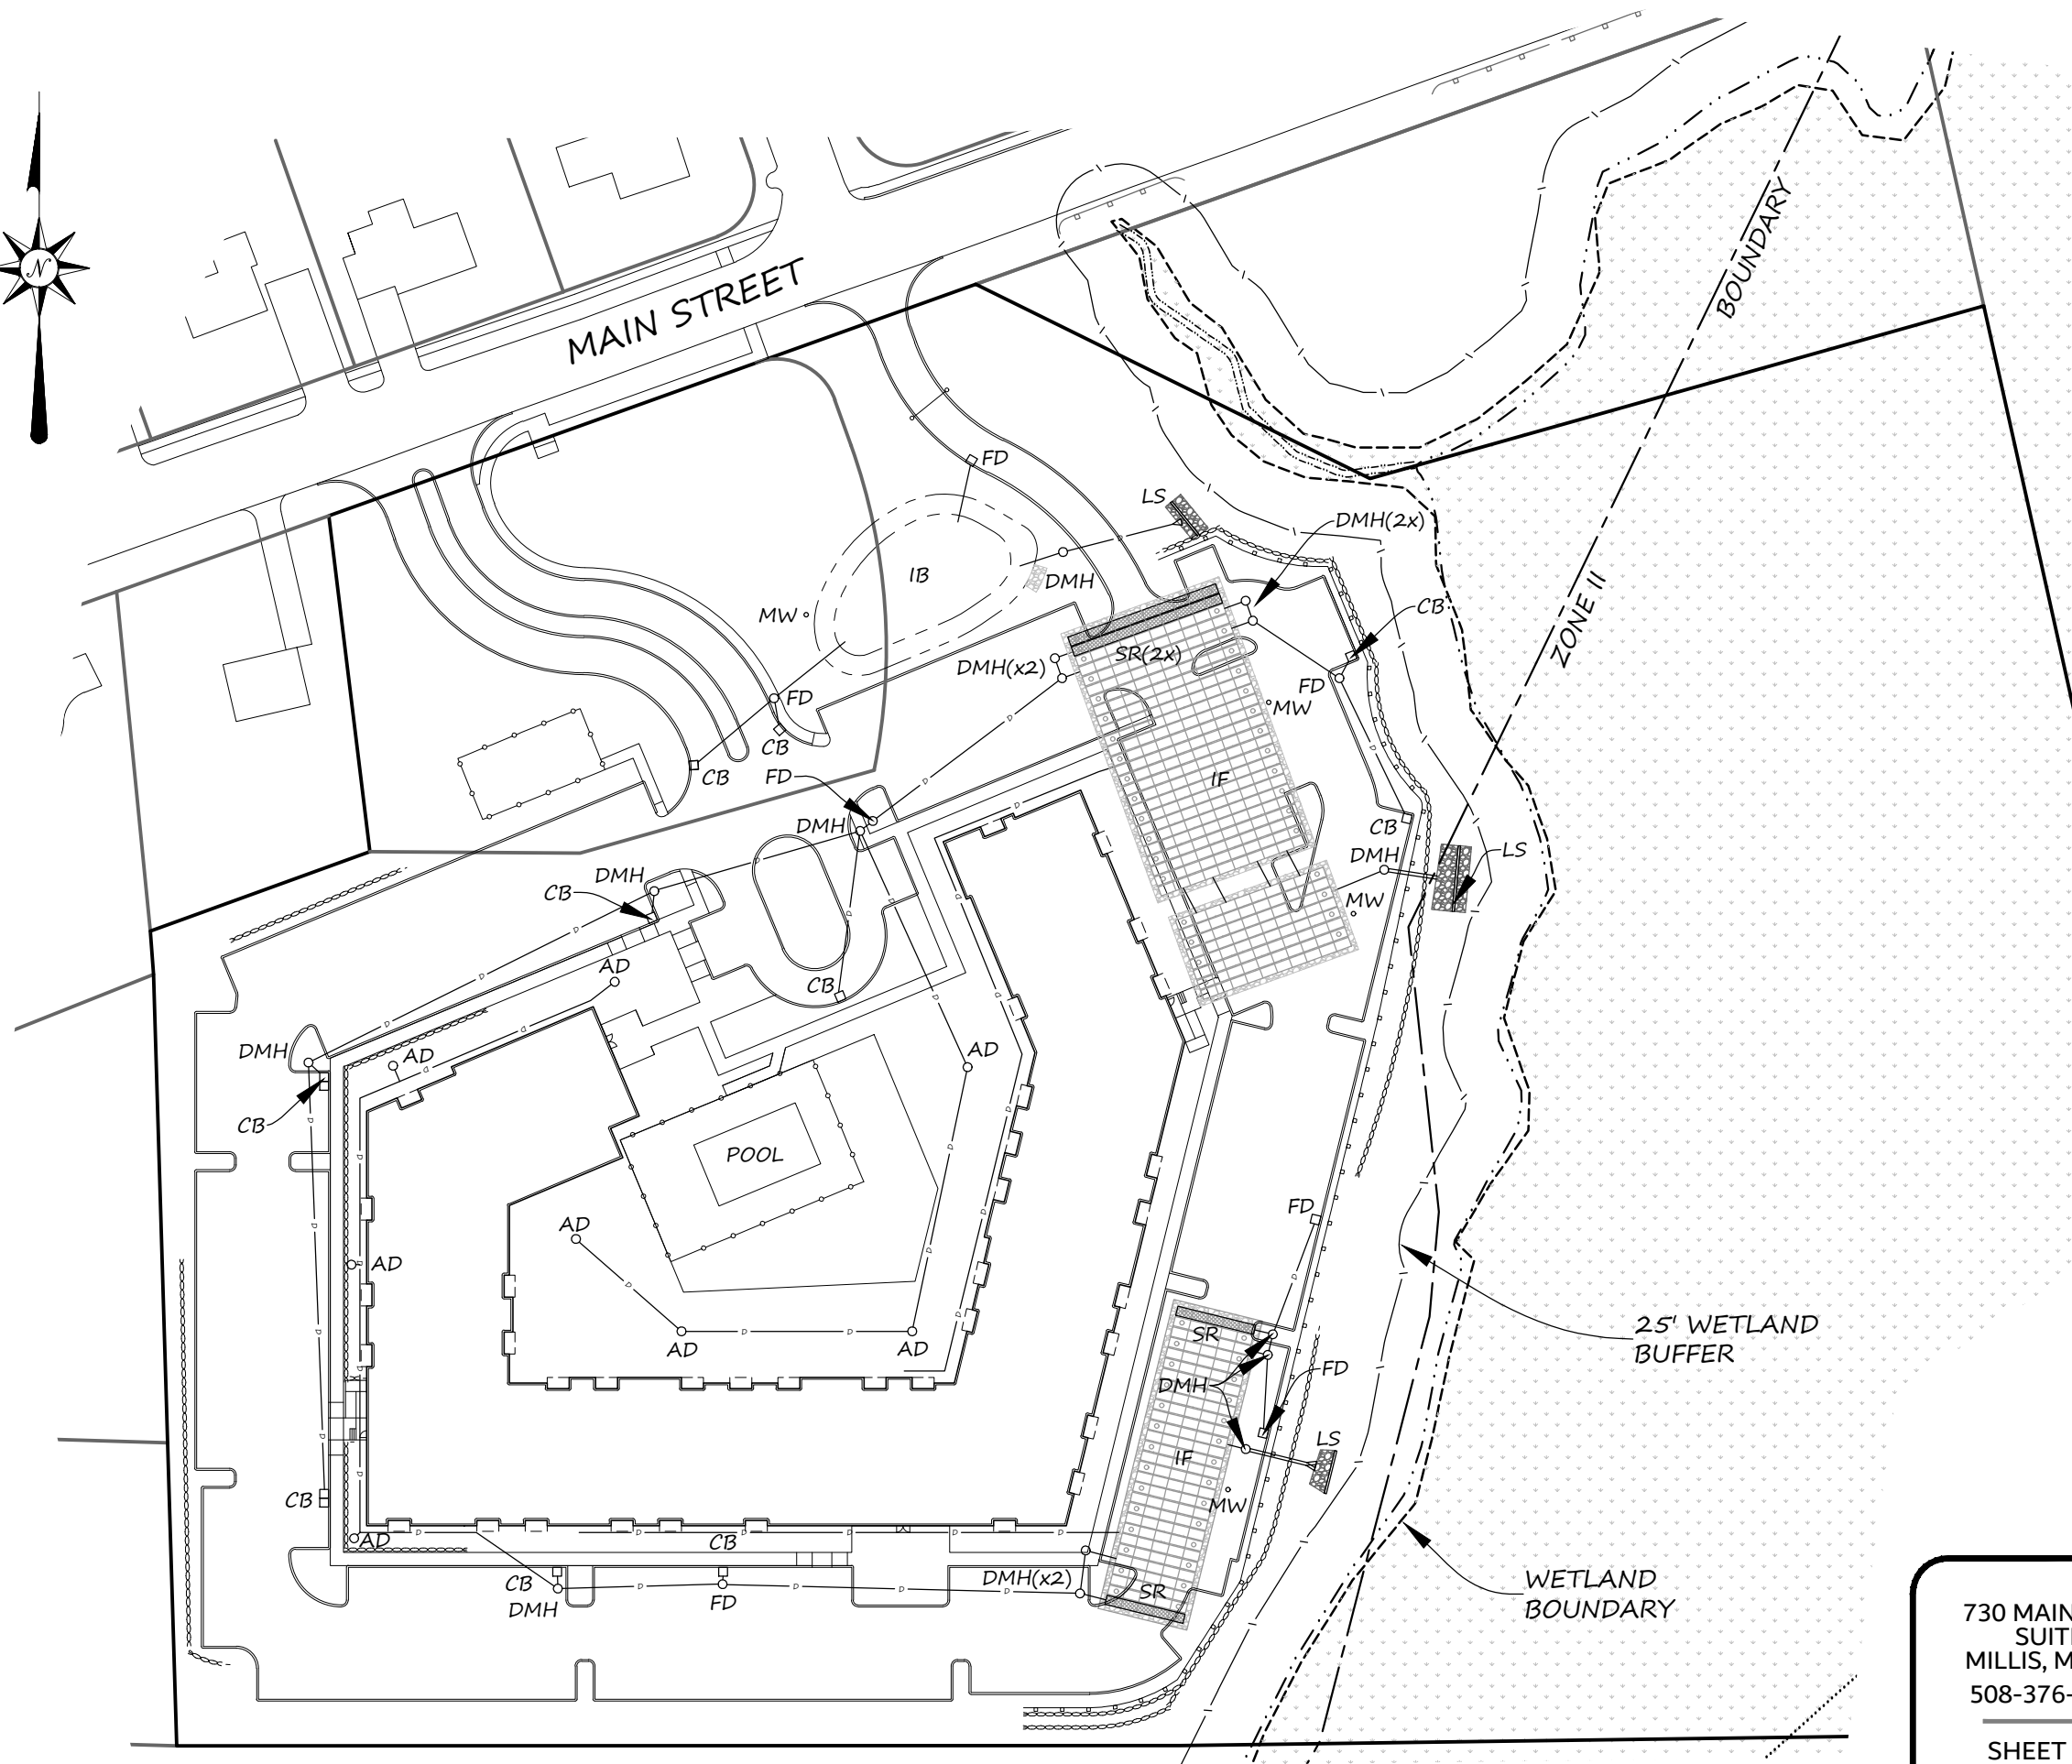 N
MAIN STREET
BOUNDARY
ZONE II
FD
LS
DMH(2x)
IB
DMH
MW
CB
DMH(x2)
SR(2x)
FD
FD
MW
CB
CB
IF
FD
DMH
CB
DMH
LS
DMH
CB
MW
AD
CB
DMH
AD
AD
CB
POOL
FD
AD
AD
25' WETLAND
BUFFER
SR
AD
AD
FD
DMH
LS
IF
CB
MW
AD
CB
WETLAND
BOUNDARY
CB
DMH
FD
DMH(x2)
SR
730 MAIN
SUIT
MILLIS, M
508-376-
SHEET